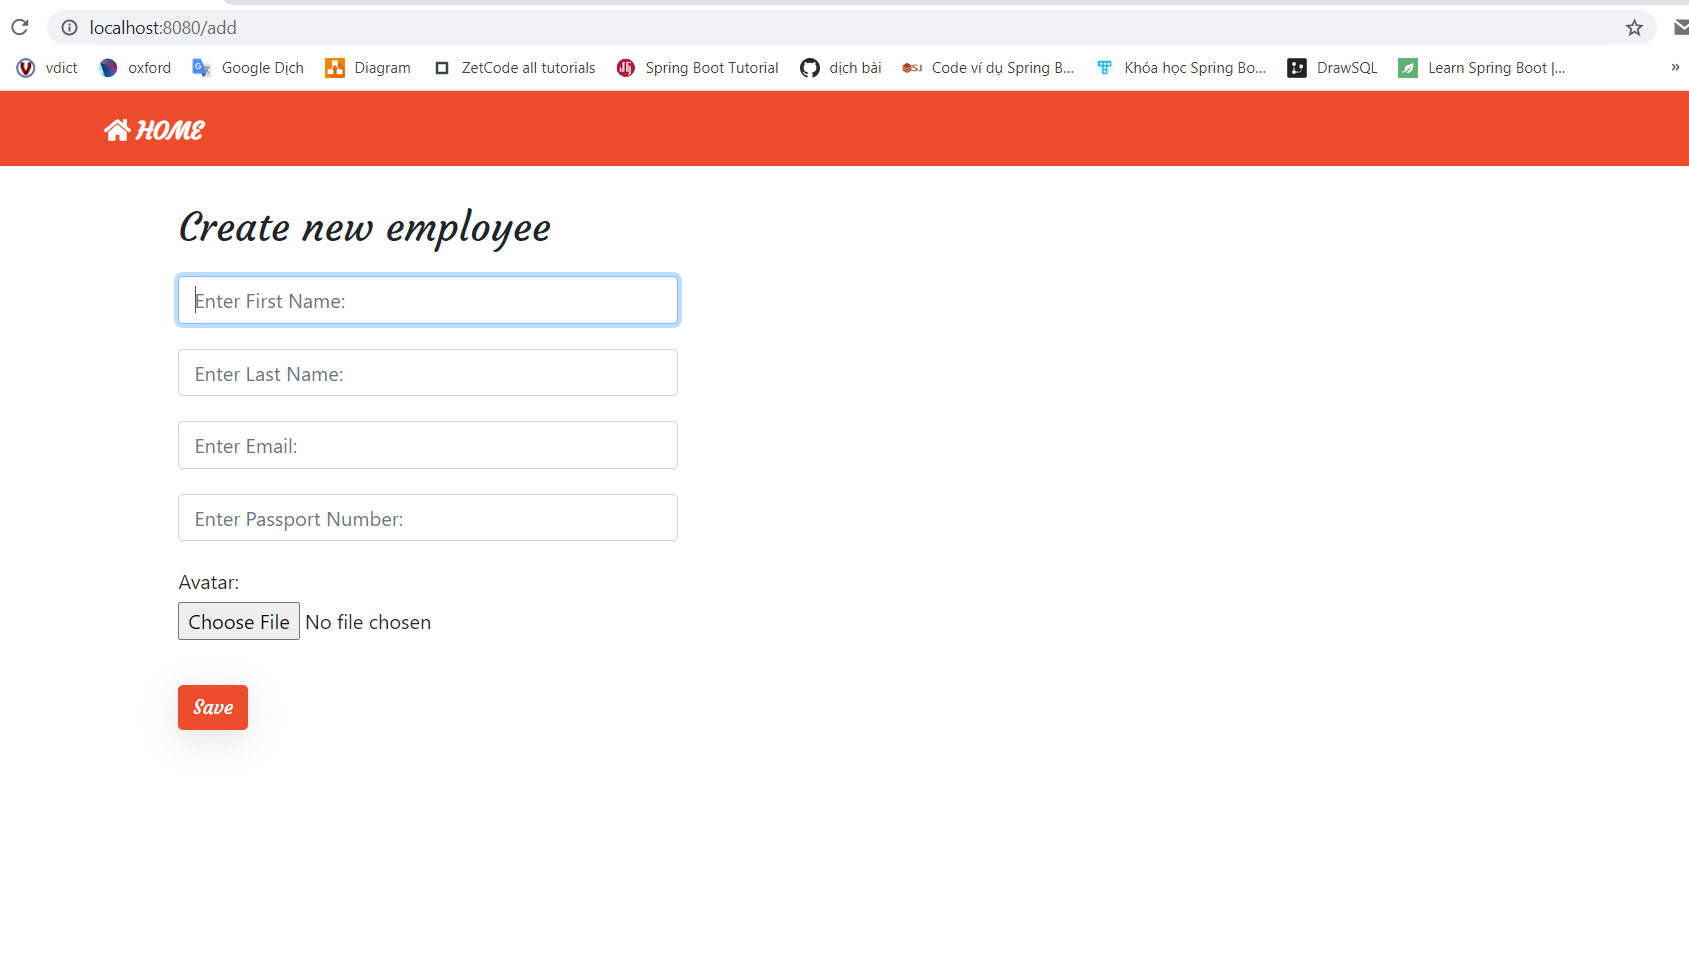 localhost:8080/add
vdict oxford Google Dịch Diagram ZetCode all tutorials Spring Boot Tutorial dịch bài SJ Code ví dụ Spring B... Khóa học Spring Bo... DrawSQL Learn Spring Boot |... »
HOME
Create new employee
Enter First Name:
Enter Last Name:
Enter Email:
Enter Passport Number:
Avatar:
Choose File No file chosen
Save